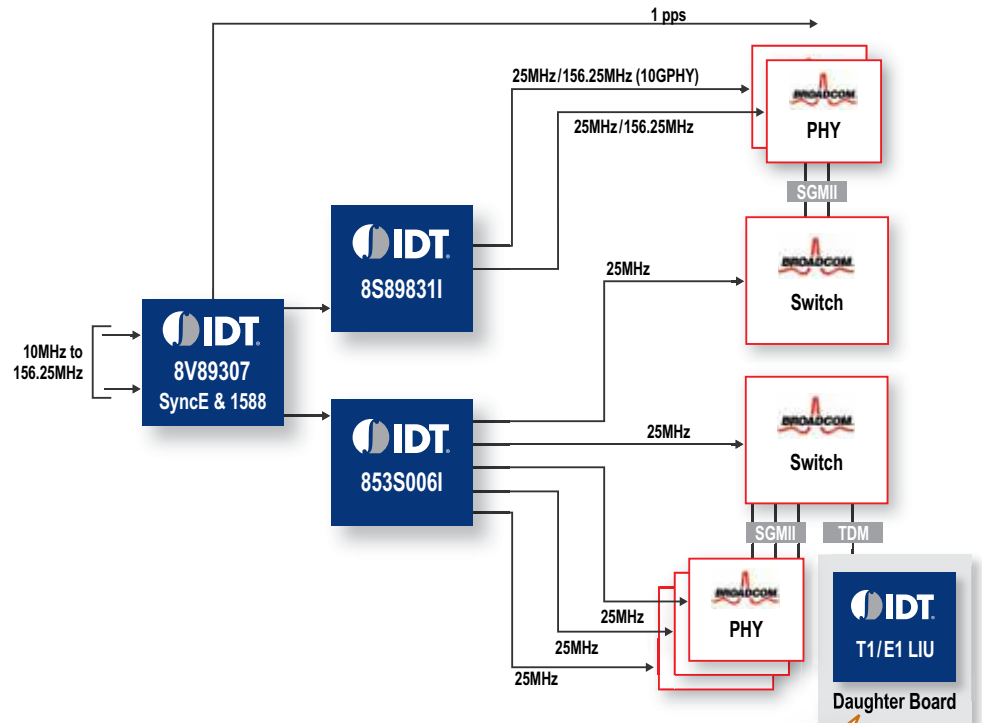 1 pps
25MHz/156.25MHz (10GPHY)
25MHz/156.25MHz
BROADCOM.
PHY
SGMII
IDT.
8S89831I
25MHz
BROADCOM.
Switch
10MHz to
156.25MHz
IDT.
8V89307
SyncE & 1588
IDT.
853S006I
25MHz
BROADCOM.
Switch
SGMII
TDM
25MHz
25MHz
25MHz
BROADCOM.
PHY
IDT.
T1/E1 LIU
Daughter Board